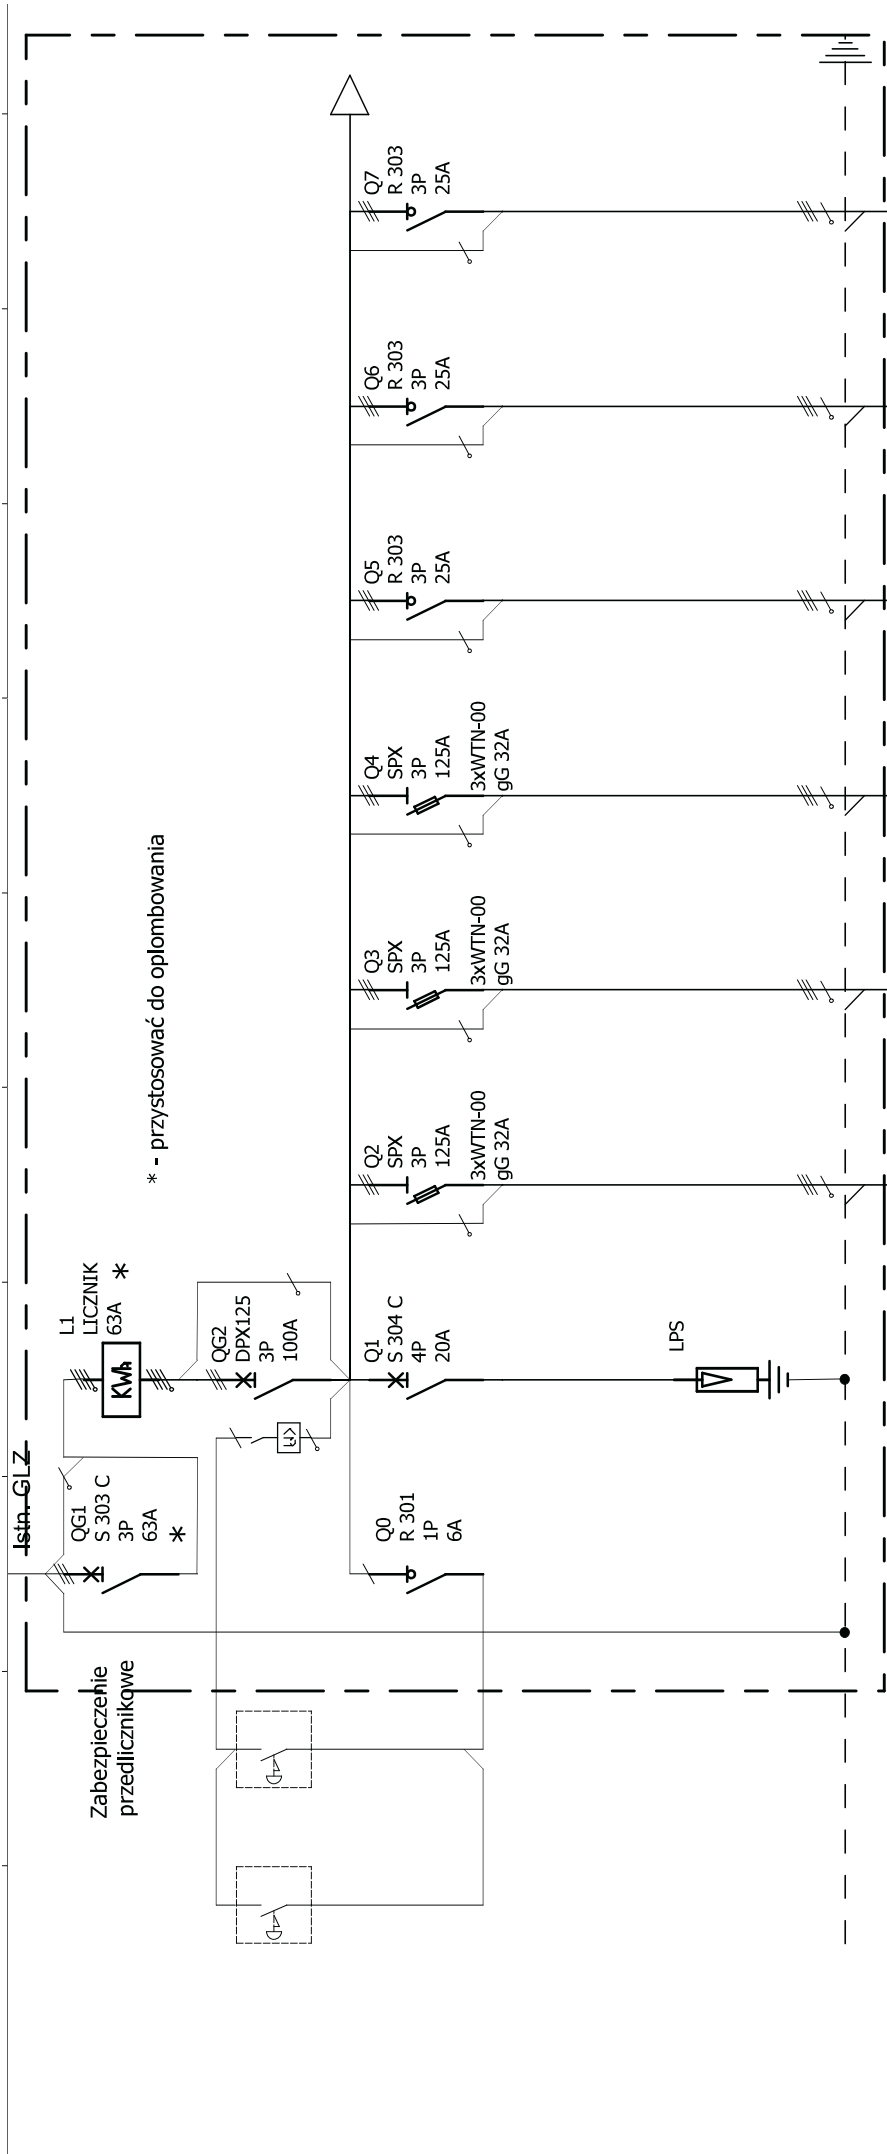 Istn. GLZ
Zabezpieczenie
przedlicznikowe
QG1
S 303 C
3P
63A
*
L1
LICZNIK
63A
*
KWh
* - przystosować do oplombowania
QG2
DPX125
3P
100A
U<
Q0
R 301
1P
6A
Q1
S 304 C
4P
20A
LPS
Q2
SPX
3P
125A
3xWTN-00
gG 32A
Q3
SPX
3P
125A
3xWTN-00
gG 32A
Q4
SPX
3P
125A
3xWTN-00
gG 32A
Q5
R 303
3P
25A
Q6
R 303
3P
25A
Q7
R 303
3P
25A